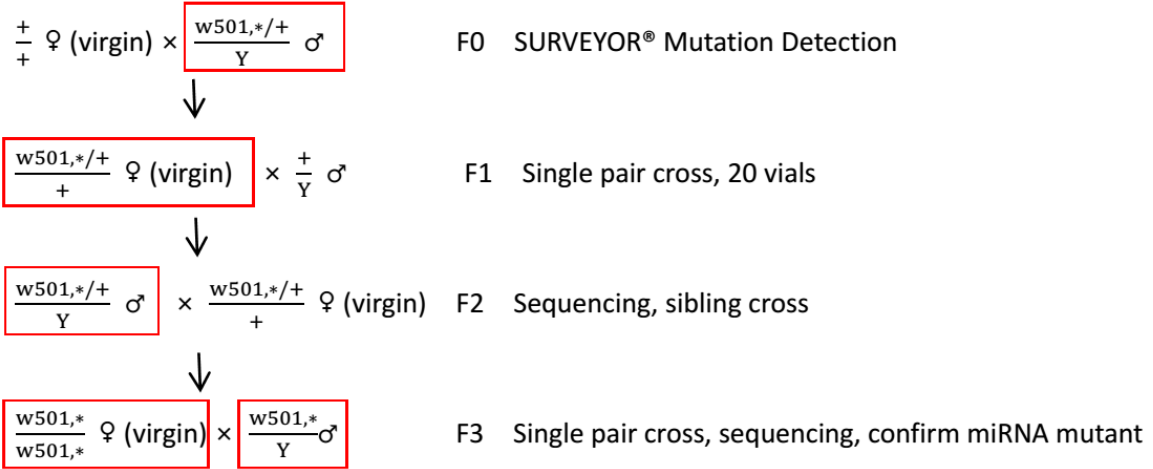 +/+ ♀ (virgin) × w501,*/+ / Y ♂ F0 SURVEYOR® Mutation Detection
w501,*/+ / + ♀ (virgin) × +/Y ♂ F1 Single pair cross, 20 vials
w501,*/+ / Y ♂ × w501,*/+ / + ♀ (virgin) F2 Sequencing, sibling cross
w501,* / w501,* ♀ (virgin) × w501,* / Y ♂ F3 Single pair cross, sequencing, confirm miRNA mutant